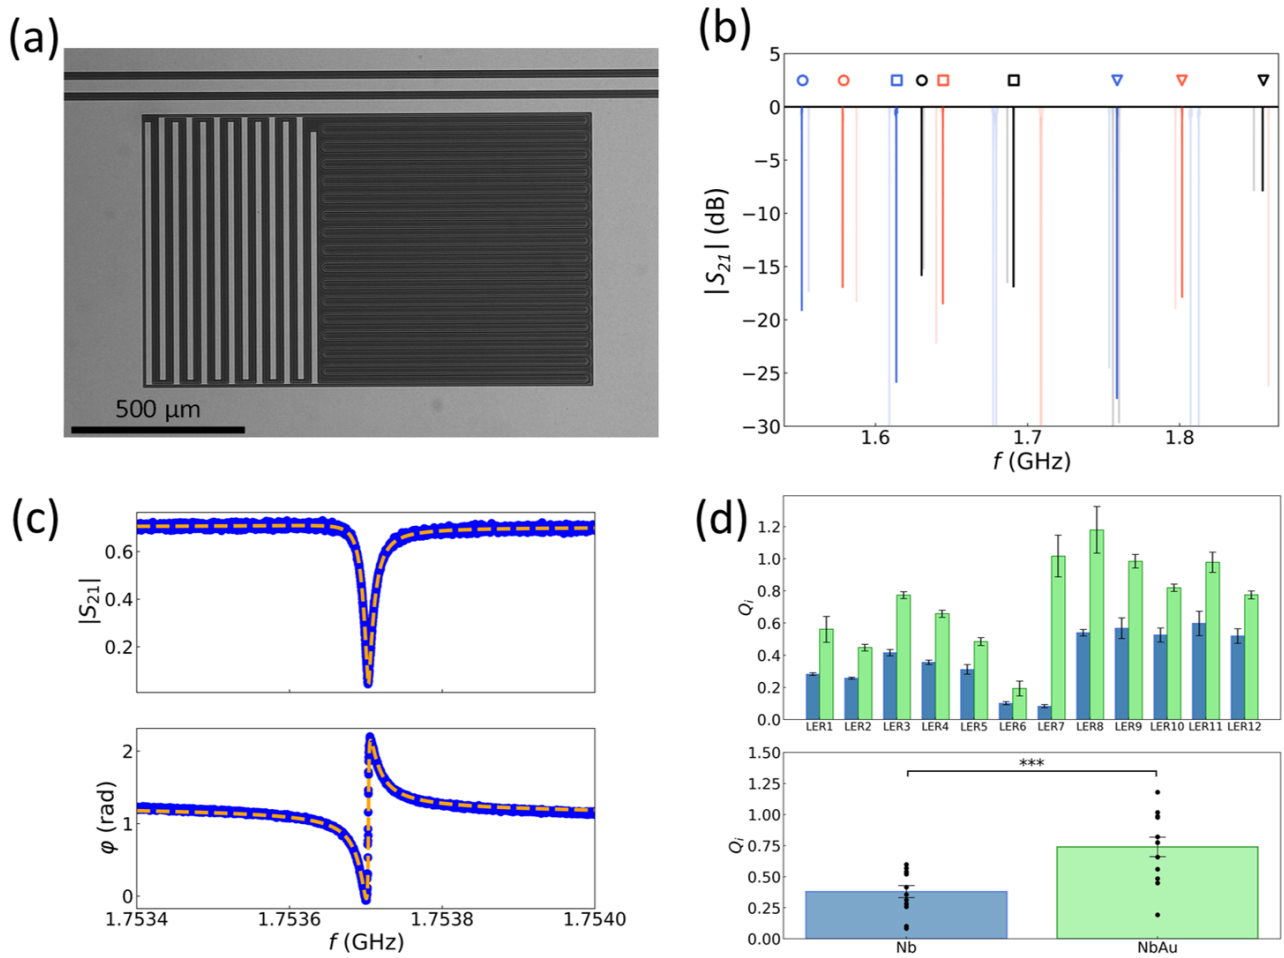 (a)
500 μm
(b)
5
0
−5
−10
−15
−20
−25
−30
|S21| (dB)
1.6
1.7
1.8
f (GHz)
(c)
|S21|
0.6
0.4
0.2
φ (rad)
2
1
0
1.7534
1.7536
1.7538
1.7540
f (GHz)
(d)
Qi
1.2
1.0
0.8
0.6
0.4
0.2
0.0
LER1 LER2 LER3 LER4 LER5 LER6 LER7 LER8 LER9 LER10 LER11 LER12
Qi
1.50
1.25
1.00
0.75
0.50
0.25
0.00
***
Nb
NbAu